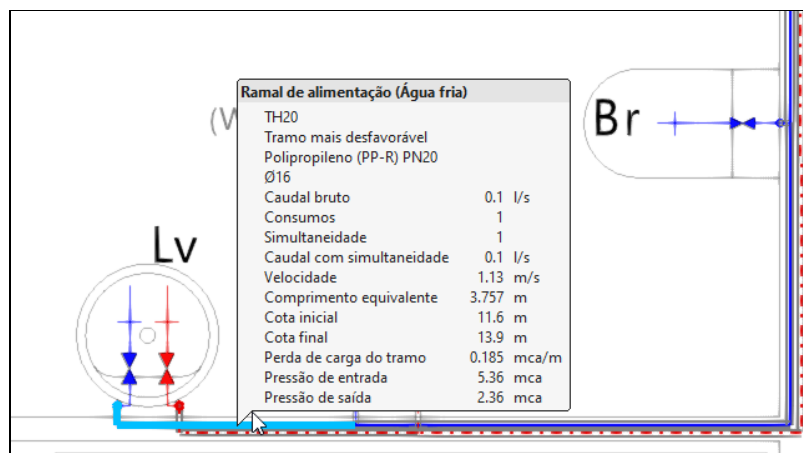 Ramal de alimentação (Água fria)
TH20
Tramo mais desfavorável
Polipropileno (PP-R) PN20
Ø16
Caudal bruto 0.1 l/s
Consumos 1
Simultaneidade 1
Caudal com simultaneidade 0.1 l/s
Velocidade 1.13 m/s
Comprimento equivalente 3.757 m
Cota inicial 11.6 m
Cota final 13.9 m
Perda de carga do tramo 0.185 mca/m
Pressão de entrada 5.36 mca
Pressão de saída 2.36 mca
Br
Lv